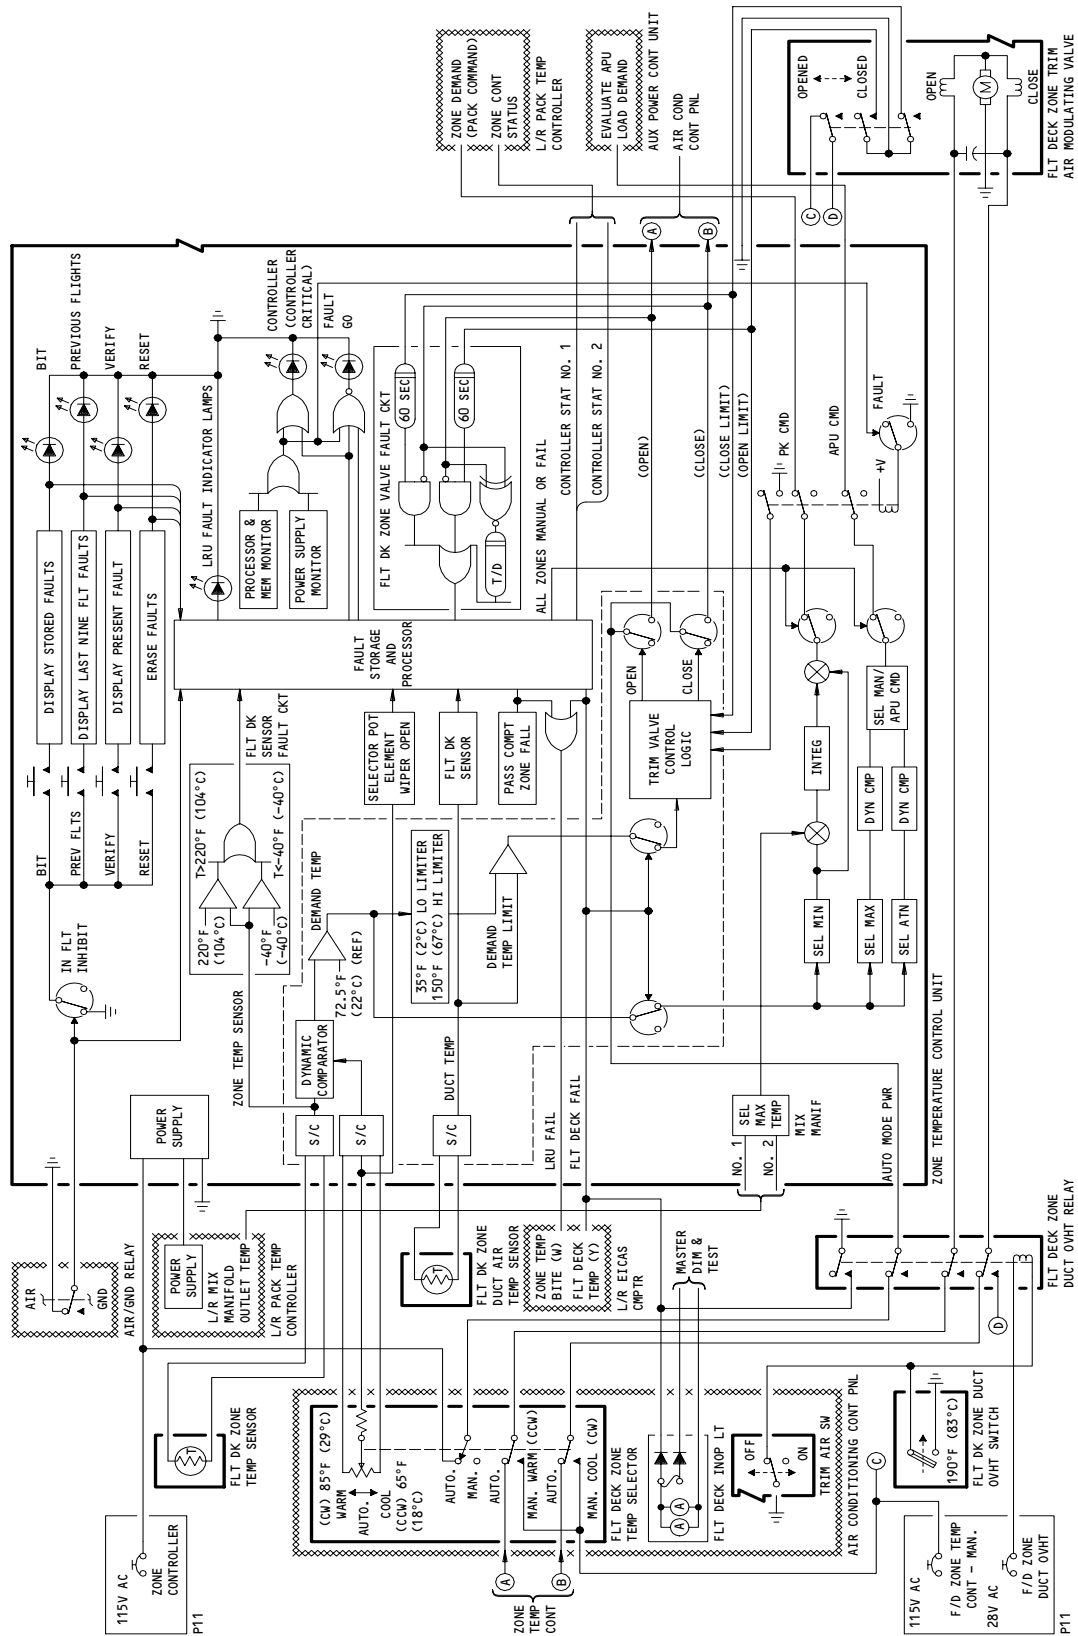 115V AC
ZONE
CONTROLLER
P11
FLT DK ZONE
TEMP SENSOR
AIR
GND
AIR/GND RELAY
POWER
SUPPLY
L/R MIX
MANIFOLD
OUTLET TEMP
L/R PACK TEMP
CONTROLLER
POWER
SUPPLY
IN FLT
INHIBIT
BIT
PREV FLTS
VERIFY
RESET
DISPLAY STORED FAULTS
DISPLAY LAST NINE FLT FAULTS
DISPLAY PRESENT FAULT
ERASE FAULTS
BIT
PREVIOUS FLIGHTS
VERIFY
RESET
LRU FAULT INDICATOR LAMPS
ZONE TEMP SENSOR
220°F
(104°C)
-40°F
(-40°C)
T>220°F (104°C)
T<-40°F (-40°C)
FLT DK
SENSOR
FAULT CKT
PROCESSOR &
MEM MONITOR
POWER SUPPLY
MONITOR
CONTROLLER
(CONTROLLER
CRITICAL)
FAULT
GO
S/C
S/C
DYNAMIC
COMPARATOR
72.5°F
(22°C) (REF)
DEMAND TEMP
SELECTOR POT
ELEMENT
WIPER OPEN
FAULT
STORAGE
AND
PROCESSOR
FLT DK ZONE VALVE FAULT CKT
60 SEC
60 SEC
T/D
ZONE DEMAND
(PACK COMMAND)
ZONE CONT
STATUS
L/R PACK TEMP
CONTROLLER
(CW) 85°F (29°C)
WARM
AUTO.
COOL
(CCW) 65°F
(18°C)
AUTO.
MAN.
AUTO.
MAN. WARM (CCW)
AUTO.
MAN. COOL (CW)
FLT DECK ZONE
TEMP SELECTOR
A
B
ZONE
TEMP
CONT
FLT DK ZONE
DUCT AIR
TEMP SENSOR
S/C
DUCT TEMP
35°F (2°C) LO LIMITER
150°F (67°C) HI LIMITER
DEMAND
TEMP LIMIT
FLT DK
SENSOR
PASS COMPT
ZONE FALL
ALL ZONES MANUAL OR FAIL
CONTROLLER STAT NO. 1
CONTROLLER STAT NO. 2
EVALUATE APU
LOAD DEMAND
AUX POWER CONT UNIT
AIR COND
CONT PNL
A
B
ZONE TEMP
BITE (W)
FLT DECK
TEMP (Y)
L/R EICAS
CMPTR
LRU FAIL
FLT DECK FAIL
MASTER
DIM &
TEST
A
A
FLT DECK INOP LT
OPEN
CLOSE
TRIM VALVE
CONTROL
LOGIC
(OPEN)
(CLOSE)
(CLOSE LIMIT)
(OPEN LIMIT)
OFF
ON
TRIM AIR SW
AIR CONDITIONING CONT PNL
NO. 1
NO. 2
SEL
MAX
TEMP
MIX
MANIF
SEL MIN
INTEG
SEL MAX
SEL ATN
DYN CMP
DYN CMP
SEL MAN/
APU CMD
PK CMD
APU CMD
+V
FAULT
C
D
OPENED
CLOSED
OPEN
CLOSE
M
FLT DECK ZONE TRIM
AIR MODULATING VALVE
AUTO MODE PWR
ZONE TEMPERATURE CONTROL UNIT
C
190°F (83°C)
FLT DK ZONE DUCT
OVHT SWITCH
D
FLT DECK ZONE
DUCT OVHT RELAY
115V AC
F/D ZONE TEMP
CONT - MAN.
28V AC
F/D ZONE
DUCT OVHT
P11
T
T